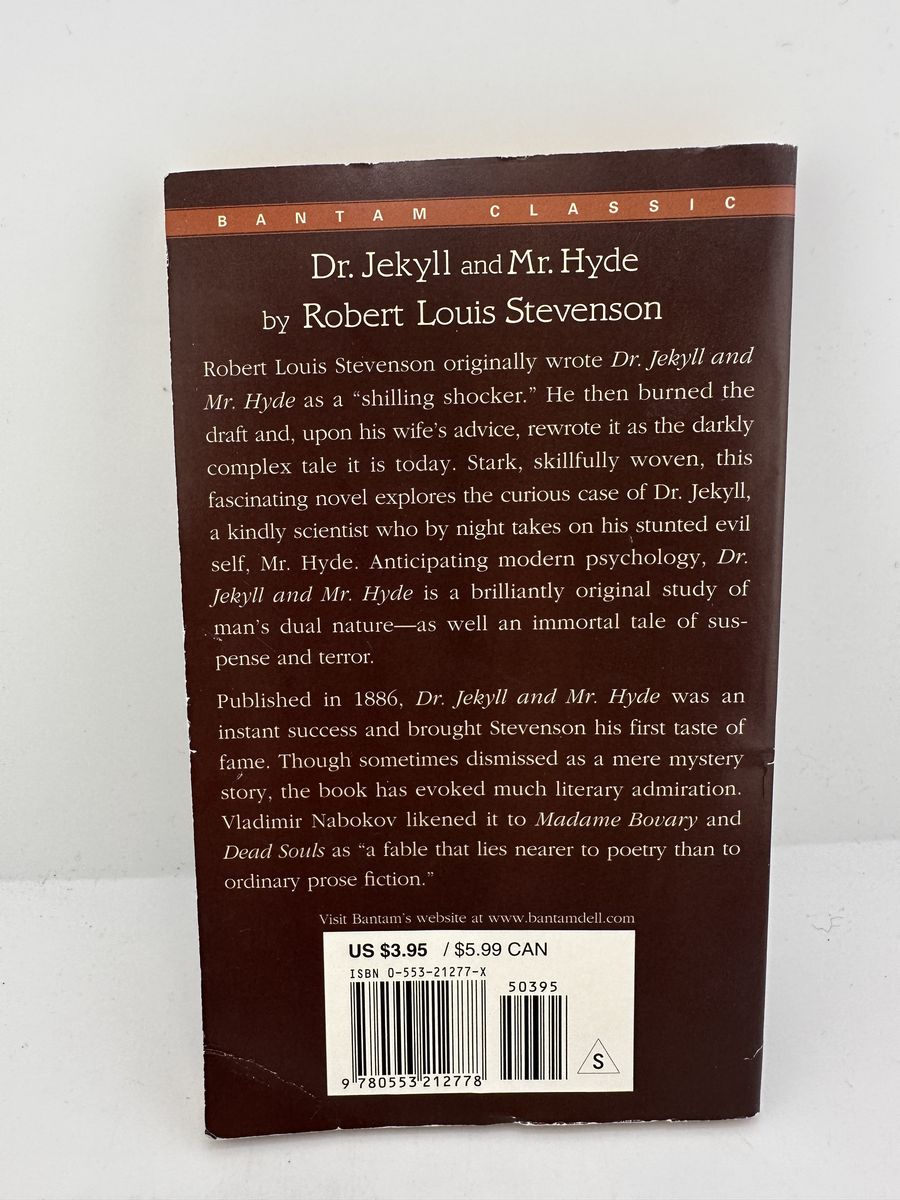 BANTAM CLASSIC
Dr. Jekyll and Mr. Hyde
by Robert Louis Stevenson
Robert Louis Stevenson originally wrote Dr. Jekyll and
Mr. Hyde as a “shilling shocker.” He then burned the
draft and, upon his wife’s advice, rewrote it as the darkly
complex tale it is today. Stark, skillfully woven, this
fascinating novel explores the curious case of Dr. Jekyll,
a kindly scientist who by night takes on his stunted evil
self, Mr. Hyde. Anticipating modern psychology, Dr.
Jekyll and Mr. Hyde is a brilliantly original study of
man’s dual nature—as well an immortal tale of sus-
pense and terror.
Published in 1886, Dr. Jekyll and Mr. Hyde was an
instant success and brought Stevenson his first taste of
fame. Though sometimes dismissed as a mere mystery
story, the book has evoked much literary admiration.
Vladimir Nabokov likened it to Madame Bovary and
Dead Souls as “a fable that lies nearer to poetry than to
ordinary prose fiction.”
Visit Bantam’s website at www.bantamdell.com
US $3.95 / $5.99 CAN
ISBN 0-553-21277-X
50395
9 780553 212778
S